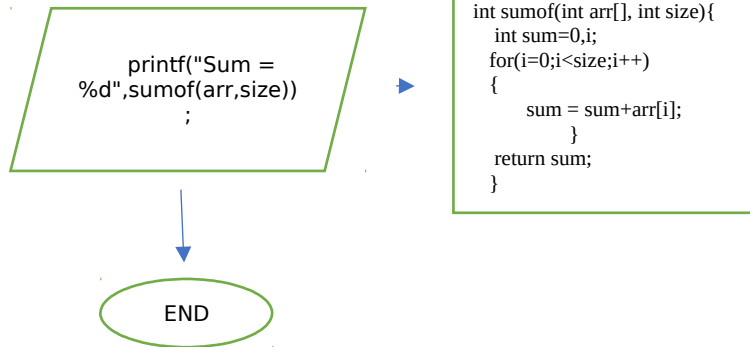 printf("Sum =
%d",sumof(arr,size))
;
int sumof(int arr[], int size){
int sum=0,i;
for(i=0;i<size;i++)
{
sum = sum+arr[i];
}
return sum;
}
END